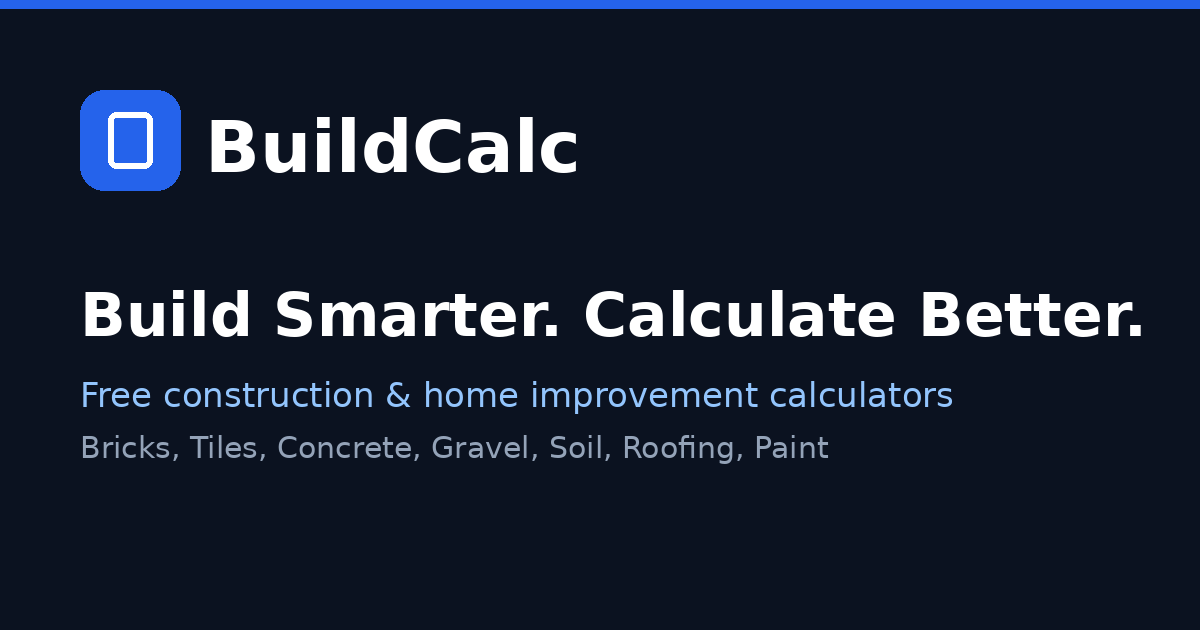 BuildCalc
Build Smarter. Calculate Better.
Free construction & home improvement calculators
Bricks, Tiles, Concrete, Gravel, Soil, Roofing, Paint